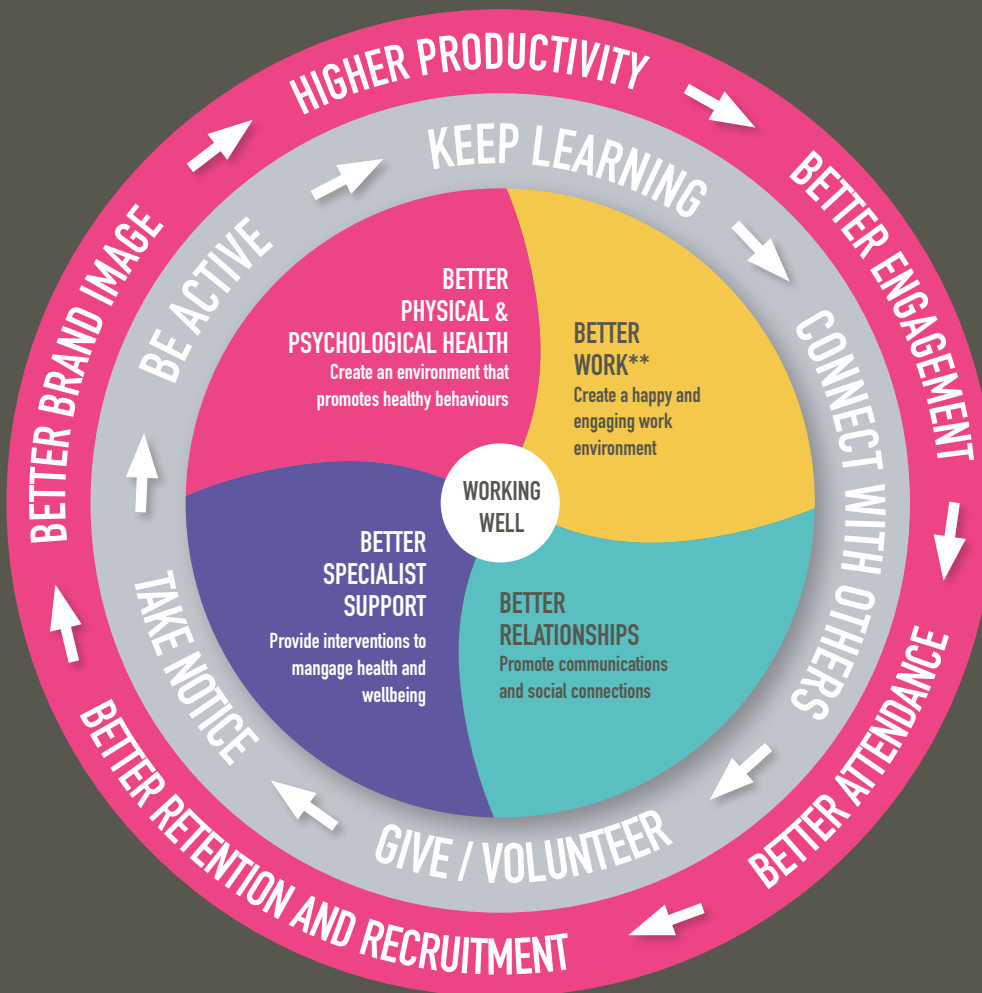 HIGHER PRODUCTIVITY
BETTER ENGAGEMENT
BETTER ATTENDANCE
BETTER RETENTION AND RECRUITMENT
BETTER BRAND IMAGE
KEEP LEARNING
CONNECT WITH OTHERS
GIVE / VOLUNTEER
TAKE NOTICE
BE ACTIVE
BETTER
PHYSICAL &
PSYCHOLOGICAL HEALTH
Create an environment that
promotes healthy behaviours
BETTER
WORK**
Create a happy and
engaging work
environment
WORKING
WELL
BETTER
SPECIALIST
SUPPORT
Provide interventions to
mangage health and
wellbeing
BETTER
RELATIONSHIPS
Promote communications
and social connections